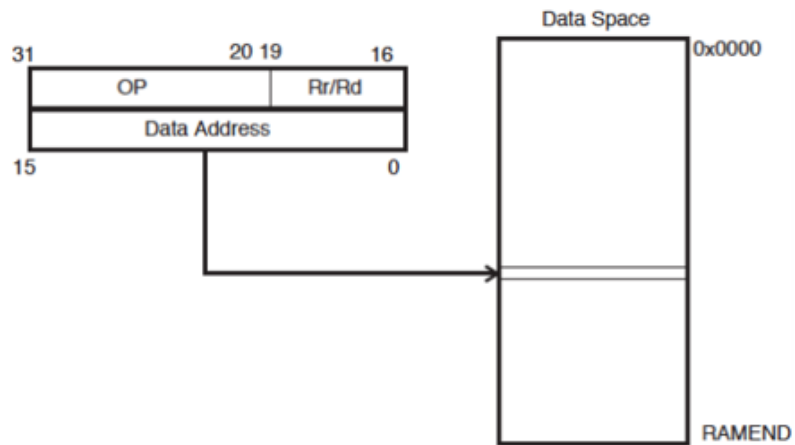 Data Space
0x0000
31 20 19 16
OP Rr/Rd
Data Address
15 0
RAMEND